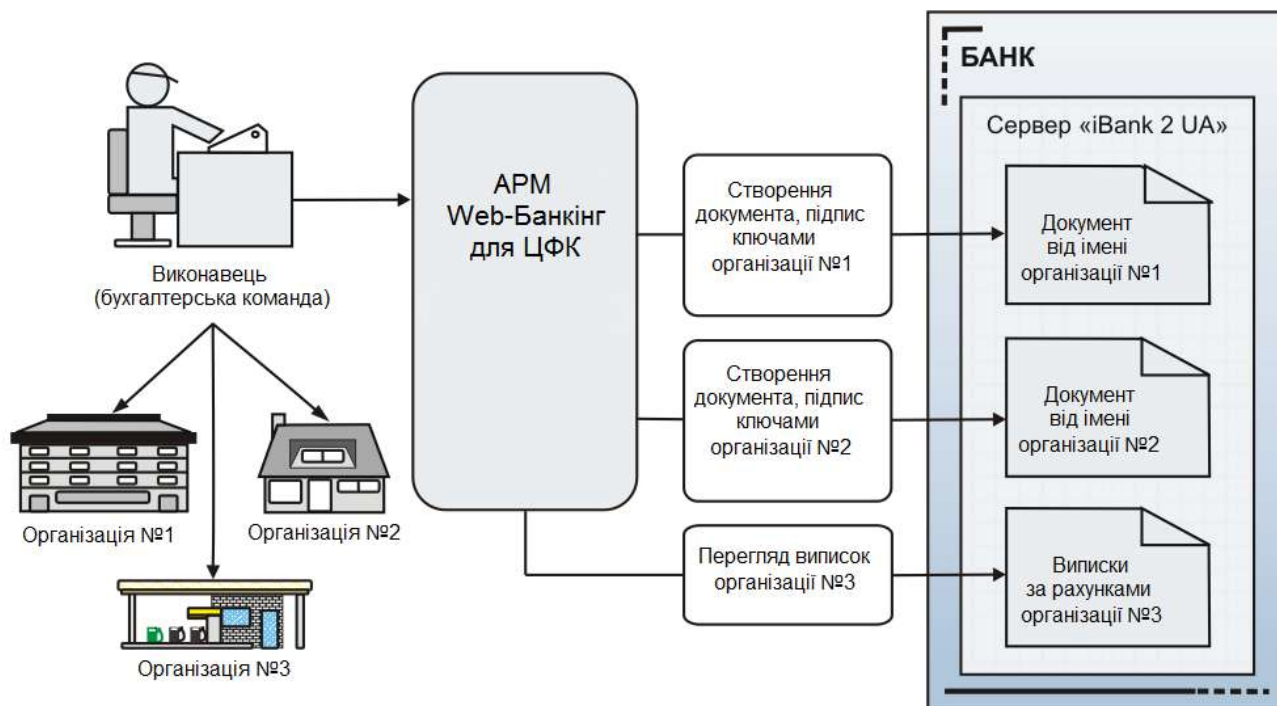 БАНК
Сервер «iBank 2 UA»
АРМ
Web-Банкінг
для ЦФК
Створення
документа, підпис
ключами
організації №1
Документ
від імені
організації №1
Виконавець
(бухгалтерська команда)
Створення
документа, підпис
ключами
організації №2
Документ
від імені
організації №2
Організація №1
Організація №2
Перегляд виписок
організації №3
Виписки
за рахунками
організації №3
Організація №3